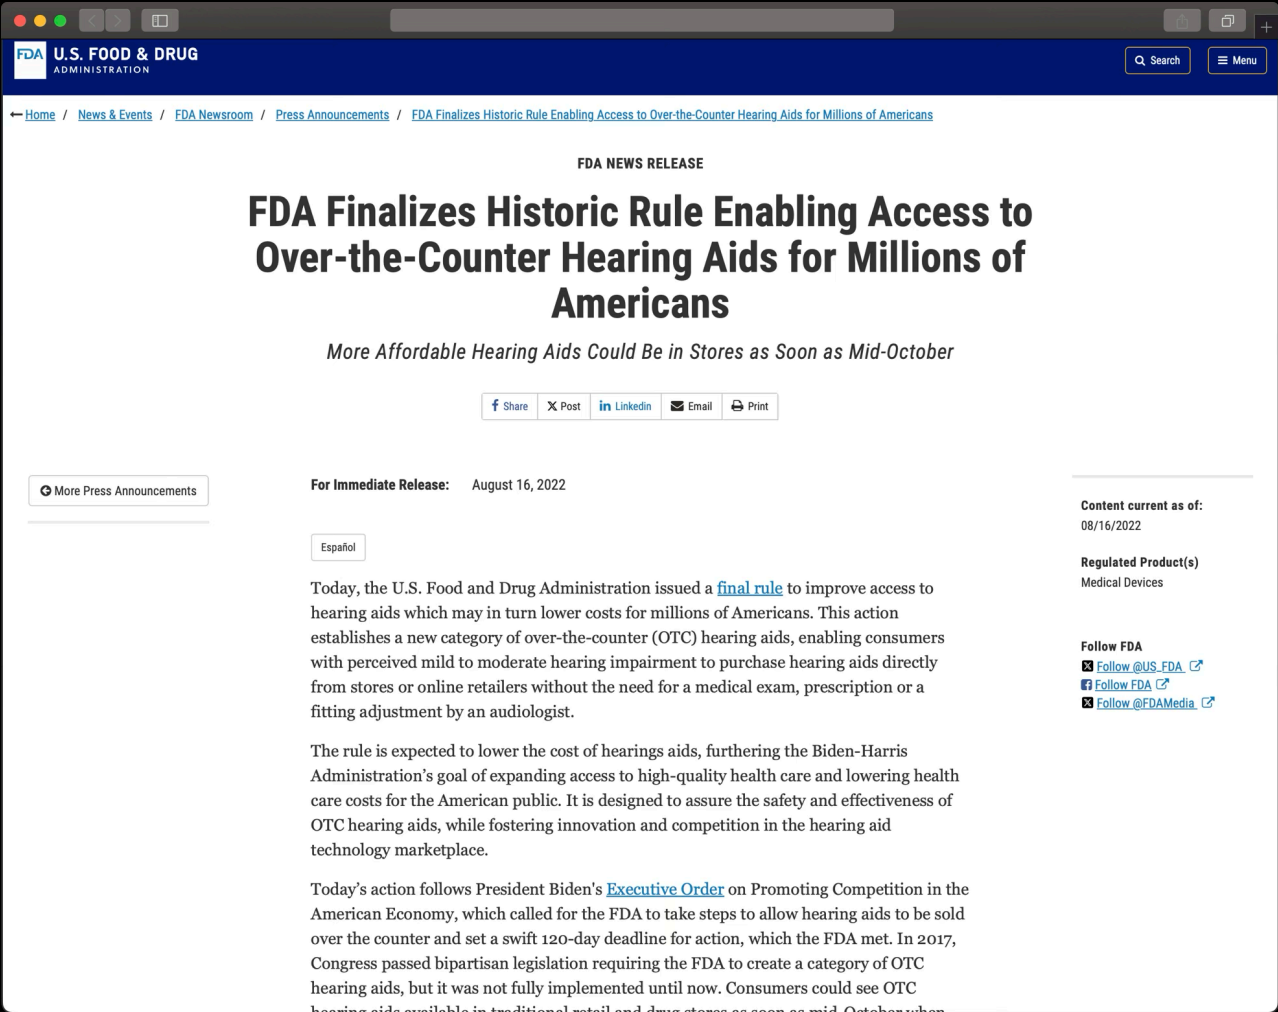 FDA
U.S. FOOD & DRUG
ADMINISTRATION
Search
Menu
Home / News & Events / FDA Newsroom / Press Announcements / FDA Finalizes Historic Rule Enabling Access to Over-the-Counter Hearing Aids for Millions of Americans
FDA NEWS RELEASE
FDA Finalizes Historic Rule Enabling Access to
Over-the-Counter Hearing Aids for Millions of
Americans
More Affordable Hearing Aids Could Be in Stores as Soon as Mid-October
Share
Post
Linkedin
Email
Print
More Press Announcements
For Immediate Release: August 16, 2022
Español
Today, the U.S. Food and Drug Administration issued a final rule to improve access to
hearing aids which may in turn lower costs for millions of Americans. This action
establishes a new category of over-the-counter (OTC) hearing aids, enabling consumers
with perceived mild to moderate hearing impairment to purchase hearing aids directly
from stores or online retailers without the need for a medical exam, prescription or a
fitting adjustment by an audiologist.
The rule is expected to lower the cost of hearings aids, furthering the Biden-Harris
Administration's goal of expanding access to high-quality health care and lowering health
care costs for the American public. It is designed to assure the safety and effectiveness of
OTC hearing aids, while fostering innovation and competition in the hearing aid
technology marketplace.
Today's action follows President Biden's Executive Order on Promoting Competition in the
American Economy, which called for the FDA to take steps to allow hearing aids to be sold
over the counter and set a swift 120-day deadline for action, which the FDA met. In 2017,
Congress passed bipartisan legislation requiring the FDA to create a category of OTC
hearing aids, but it was not fully implemented until now. Consumers could see OTC
hearing aids available in traditional retail and drug stores as soon as mid-October when
Content current as of:
08/16/2022
Regulated Product(s)
Medical Devices
Follow FDA
Follow @US_FDA
Follow FDA
Follow @FDAMedia